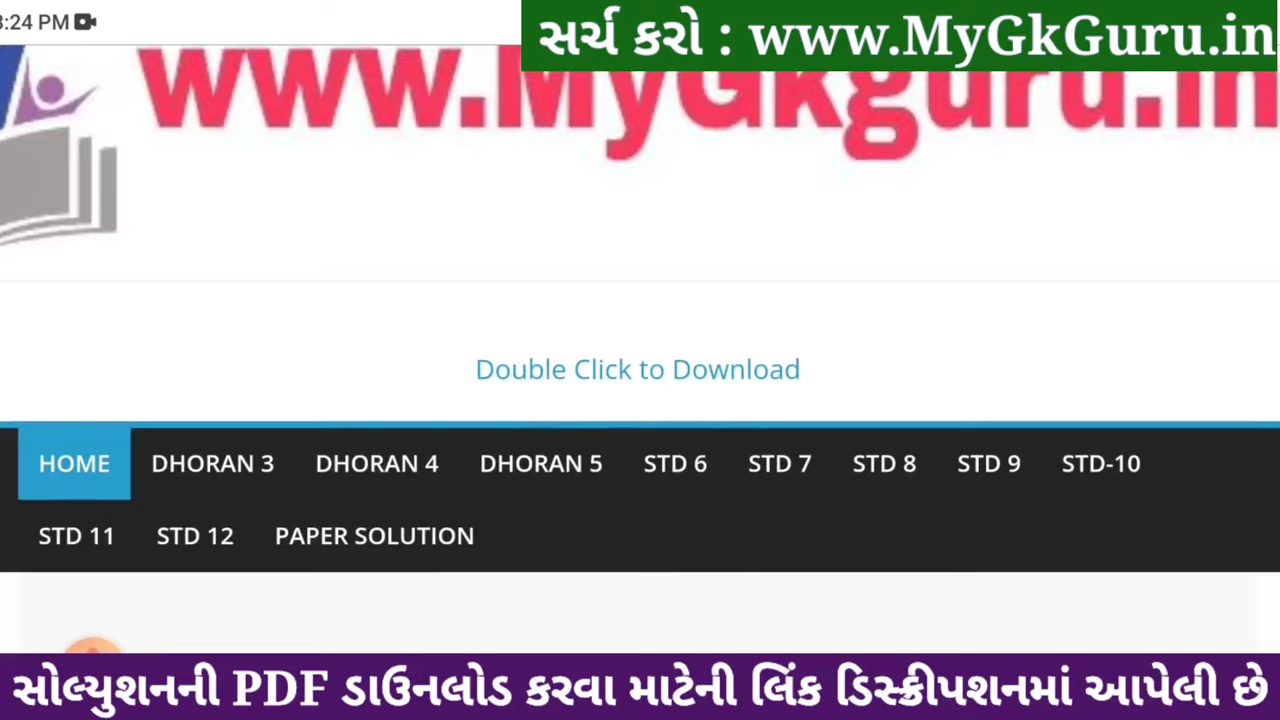 3:24 PM
સર્ચ કરો : www.MyGkGuru.in
www.MyGkguru.in
Double Click to Download
HOME DHORAN 3 DHORAN 4 DHORAN 5 STD 6 STD 7 STD 8 STD 9 STD-10
STD 11 STD 12 PAPER SOLUTION
સોલ્યુશનની PDF ડાઉનલોડ કરવા માટેની લિંક ડિસ્ક્રીપશનમાં આપેલી છે